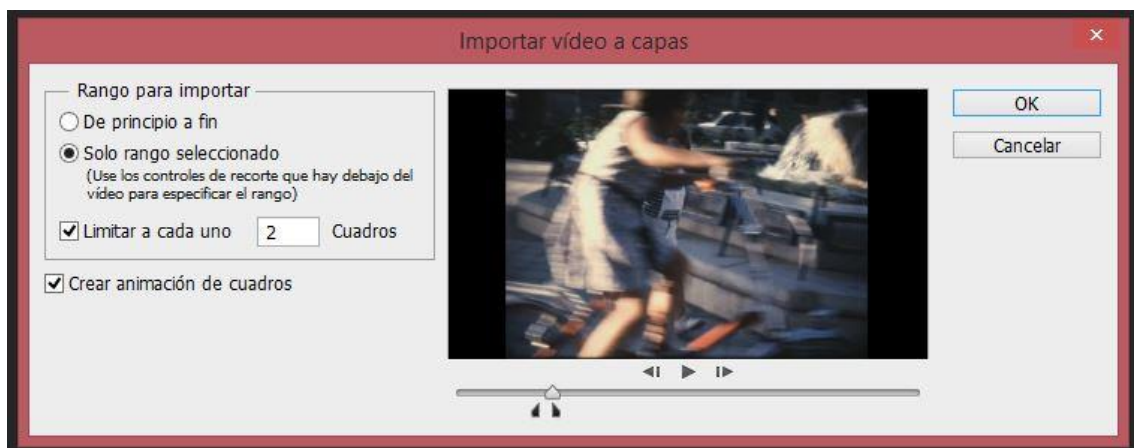 Importar vídeo a capas
Rango para importar
De principio a fin
Solo rango seleccionado
(Use los controles de recorte que hay debajo del
vídeo para especificar el rango)
Limitar a cada uno 2 Cuadros
Crear animación de cuadros
OK
Cancelar